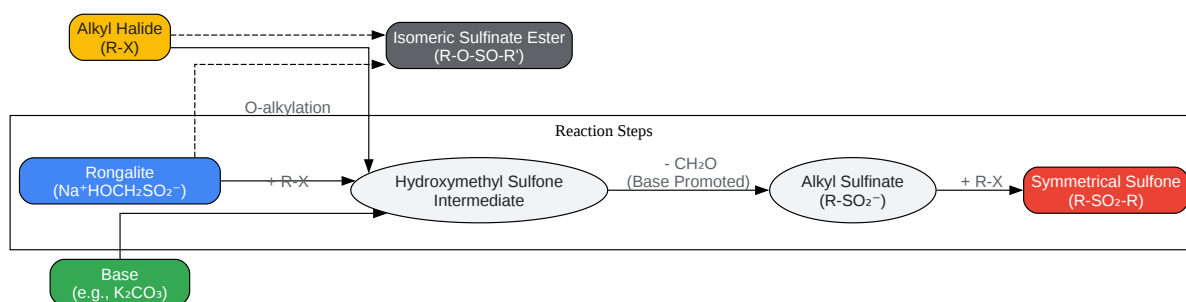 Alkyl Halide
(R-X)
Isomeric Sulfinate Ester
(R-O-SO-R')
O-alkylation
Reaction Steps
Rongalite
(Na⁺HOCH₂SO₂⁻)
+ R-X
Hydroxymethyl Sulfone
Intermediate
- CH₂O
(Base Promoted)
Alkyl Sulfinate
(R-SO₂⁻)
+ R-X
Symmetrical Sulfone
(R-SO₂-R)
Base
(e.g., K₂CO₃)